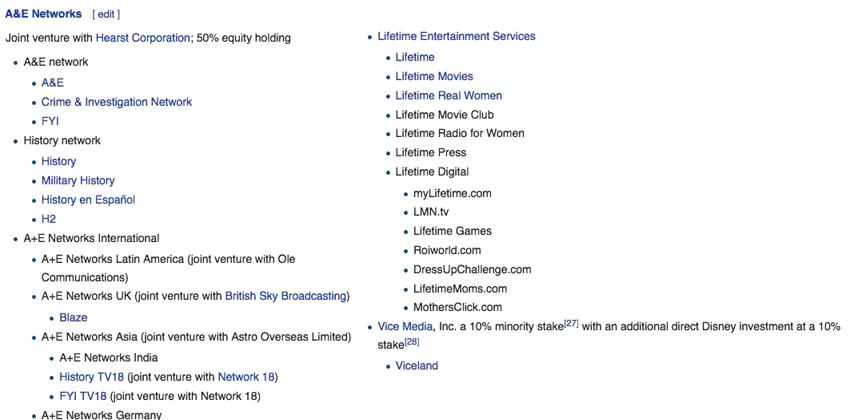 A&E Networks [ edit ]
Joint venture with Hearst Corporation; 50% equity holding
A&E network
A&E
Crime & Investigation Network
FYI
History network
History
Military History
History en Español
H2
A+E Networks International
A+E Networks Latin America (joint venture with Ole
Communications)
A+E Networks UK (joint venture with British Sky Broadcasting)
Blaze
A+E Networks Asia (joint venture with Astro Overseas Limited)
A+E Networks India
History TV18 (joint venture with Network 18)
FYI TV18 (joint venture with Network 18)
A+E Networks Germany
Lifetime Entertainment Services
Lifetime
Lifetime Movies
Lifetime Real Women
Lifetime Movie Club
Lifetime Radio for Women
Lifetime Press
Lifetime Digital
myLifetime.com
LMN.tv
Lifetime Games
Roiworld.com
DressUpChallenge.com
LifetimeMoms.com
MothersClick.com
Vice Media, Inc. a 10% minority stake[27] with an additional direct Disney investment at a 10%
stake[28]
Viceland